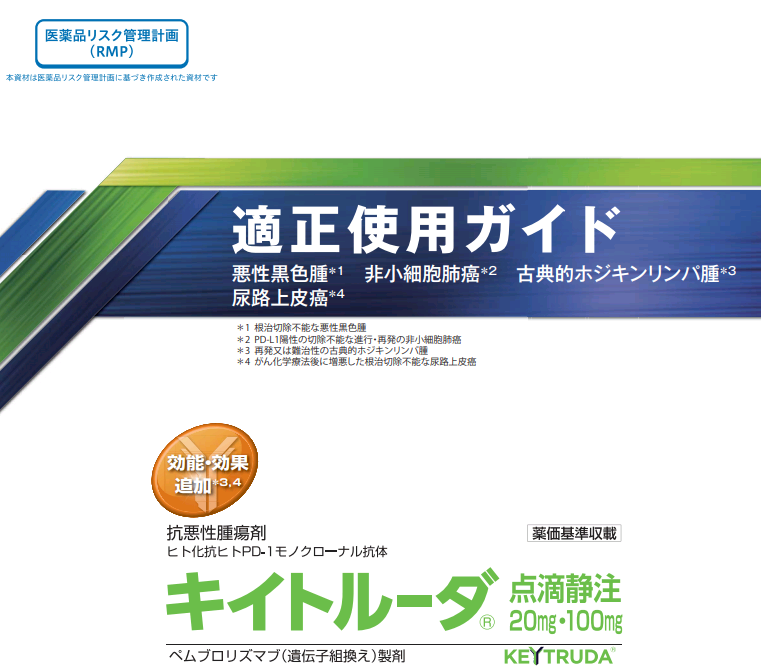 医薬品リスク管理計画
（RMP）
本資材は医薬品リスク管理計画に基づき作成された資材です
適正使用ガイド
悪性黒色腫＊1　非小細胞肺癌＊2　古典的ホジキンリンパ腫＊3
尿路上皮癌＊4
＊1 根治切除不能な悪性黒色腫
＊2 PD-L1陽性の切除不能な進行・再発の非小細胞肺癌
＊3 再発又は難治性の古典的ホジキンリンパ腫
＊4 がん化学療法後に増悪した根治切除不能な尿路上皮癌
効能・効果
追加＊3,4
抗悪性腫瘍剤
薬価基準収載
ヒト化抗ヒトPD-1モノクローナル抗体
キイトルーダ® 点滴静注
20mg・100mg
ペムブロリズマブ（遺伝子組換え）製剤
KEYTRUDA®